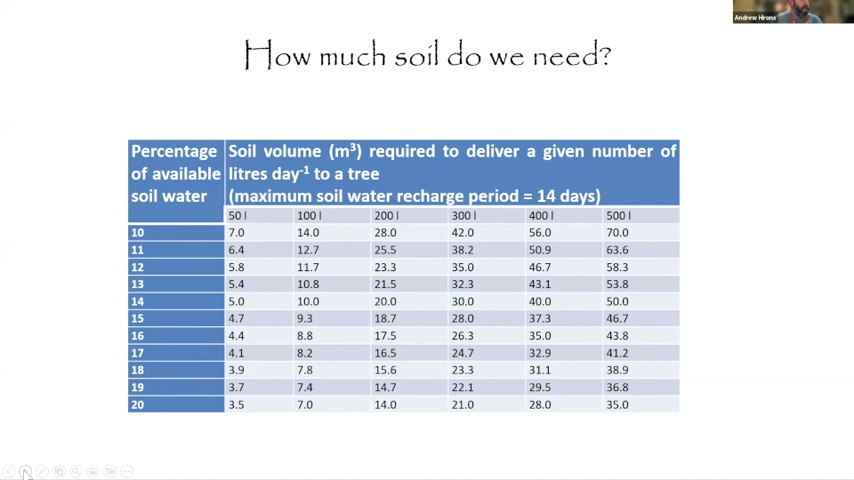 Andrew Hirons
How much soil do we need?
Percentage of available soil water
Soil volume (m³) required to deliver a given number of
litres day⁻¹ to a tree
(maximum soil water recharge period = 14 days)
50 l 100 l 200 l 300 l 400 l 500 l
10 7.0 14.0 28.0 42.0 56.0 70.0
11 6.4 12.7 25.5 38.2 50.9 63.6
12 5.8 11.7 23.3 35.0 46.7 58.3
13 5.4 10.8 21.5 32.3 43.1 53.8
14 5.0 10.0 20.0 30.0 40.0 50.0
15 4.7 9.3 18.7 28.0 37.3 46.7
16 4.4 8.8 17.5 26.3 35.0 43.8
17 4.1 8.2 16.5 24.7 32.9 41.2
18 3.9 7.8 15.6 23.3 31.1 38.9
19 3.7 7.4 14.7 22.1 29.5 36.8
20 3.5 7.0 14.0 21.0 28.0 35.0